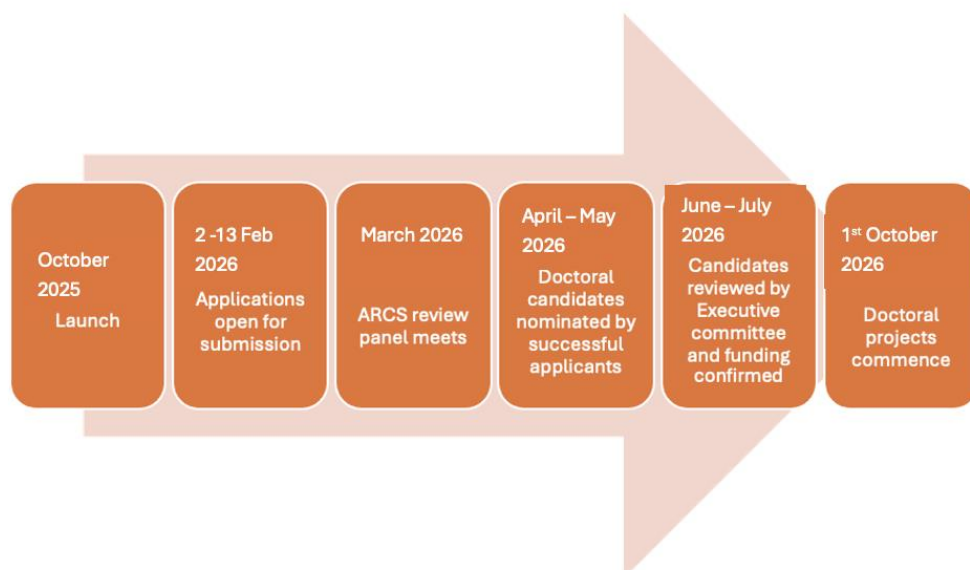 October
2025
Launch
2 -13 Feb
2026
Applications
open for
submission
March 2026
ARCS review
panel meets
April – May
2026
Doctoral
candidates
nominated by
successful
applicants
June – July
2026
Candidates
reviewed by
Executive
committee
and funding
confirmed
1st October
2026
Doctoral
projects
commence